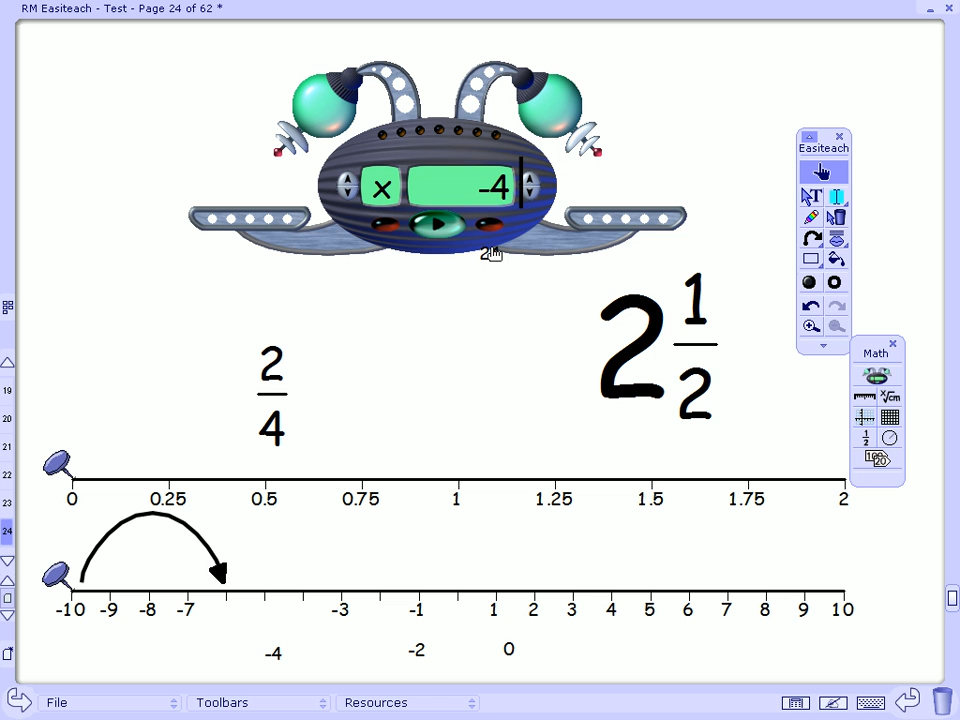 RM Easiteach - Test - Page 24 of 62 *
x -4
2
Easiteach
T
2 1/2
2/4
Math
√cm
1/2
100 20
19
20
21
22
23
24
0 0.25 0.5 0.75 1 1.25 1.5 1.75 2
-10 -9 -8 -7 -3 -1 1 2 3 4 5 6 7 8 9 10
-4 -2 0
File Toolbars Resources